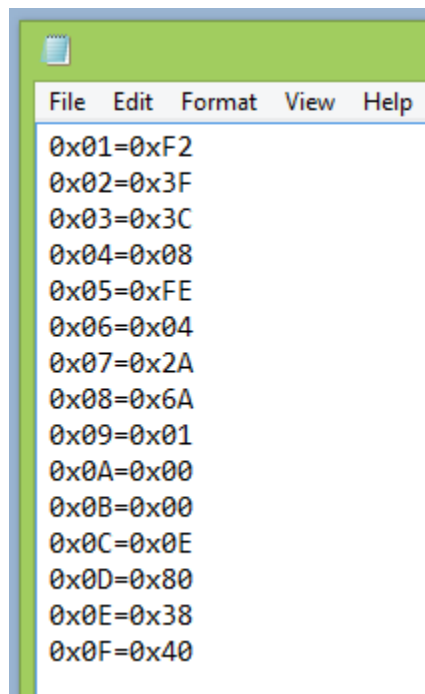 File Edit Format View Help
0x01=0xF2
0x02=0x3F
0x03=0x3C
0x04=0x08
0x05=0xFE
0x06=0x04
0x07=0x2A
0x08=0x6A
0x09=0x01
0x0A=0x00
0x0B=0x00
0x0C=0x0E
0x0D=0x80
0x0E=0x38
0x0F=0x40